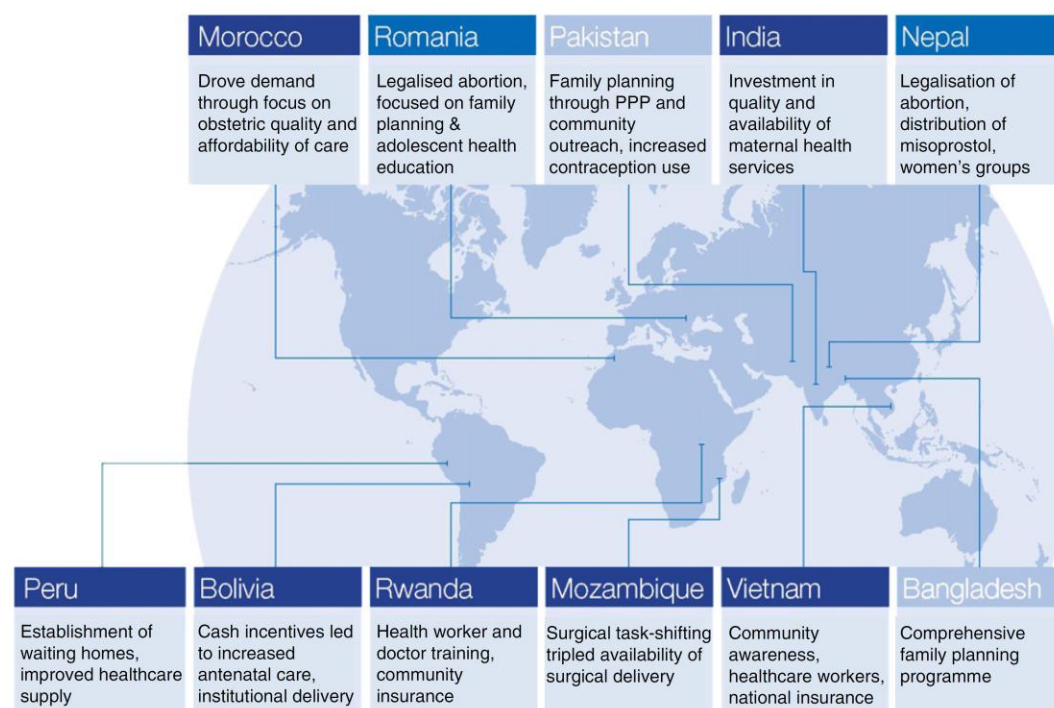 Morocco
Drove demand
through focus on
obstetric quality and
affordability of care
Romania
Legalised abortion,
focused on family
planning &
adolescent health
education
Pakistan
Family planning
through PPP and
community
outreach, increased
contraception use
India
Investment in
quality and
availability of
maternal health
services
Nepal
Legalisation of
abortion,
distribution of
misoprostol,
women's groups
Peru
Establishment of
waiting homes,
improved healthcare
supply
Bolivia
Cash incentives led
to increased
antenatal care,
institutional delivery
Rwanda
Health worker and
doctor training,
community
insurance
Mozambique
Surgical task-shifting
tripled availability of
surgical delivery
Vietnam
Community
awareness,
healthcare workers,
national insurance
Bangladesh
Comprehensive
family planning
programme